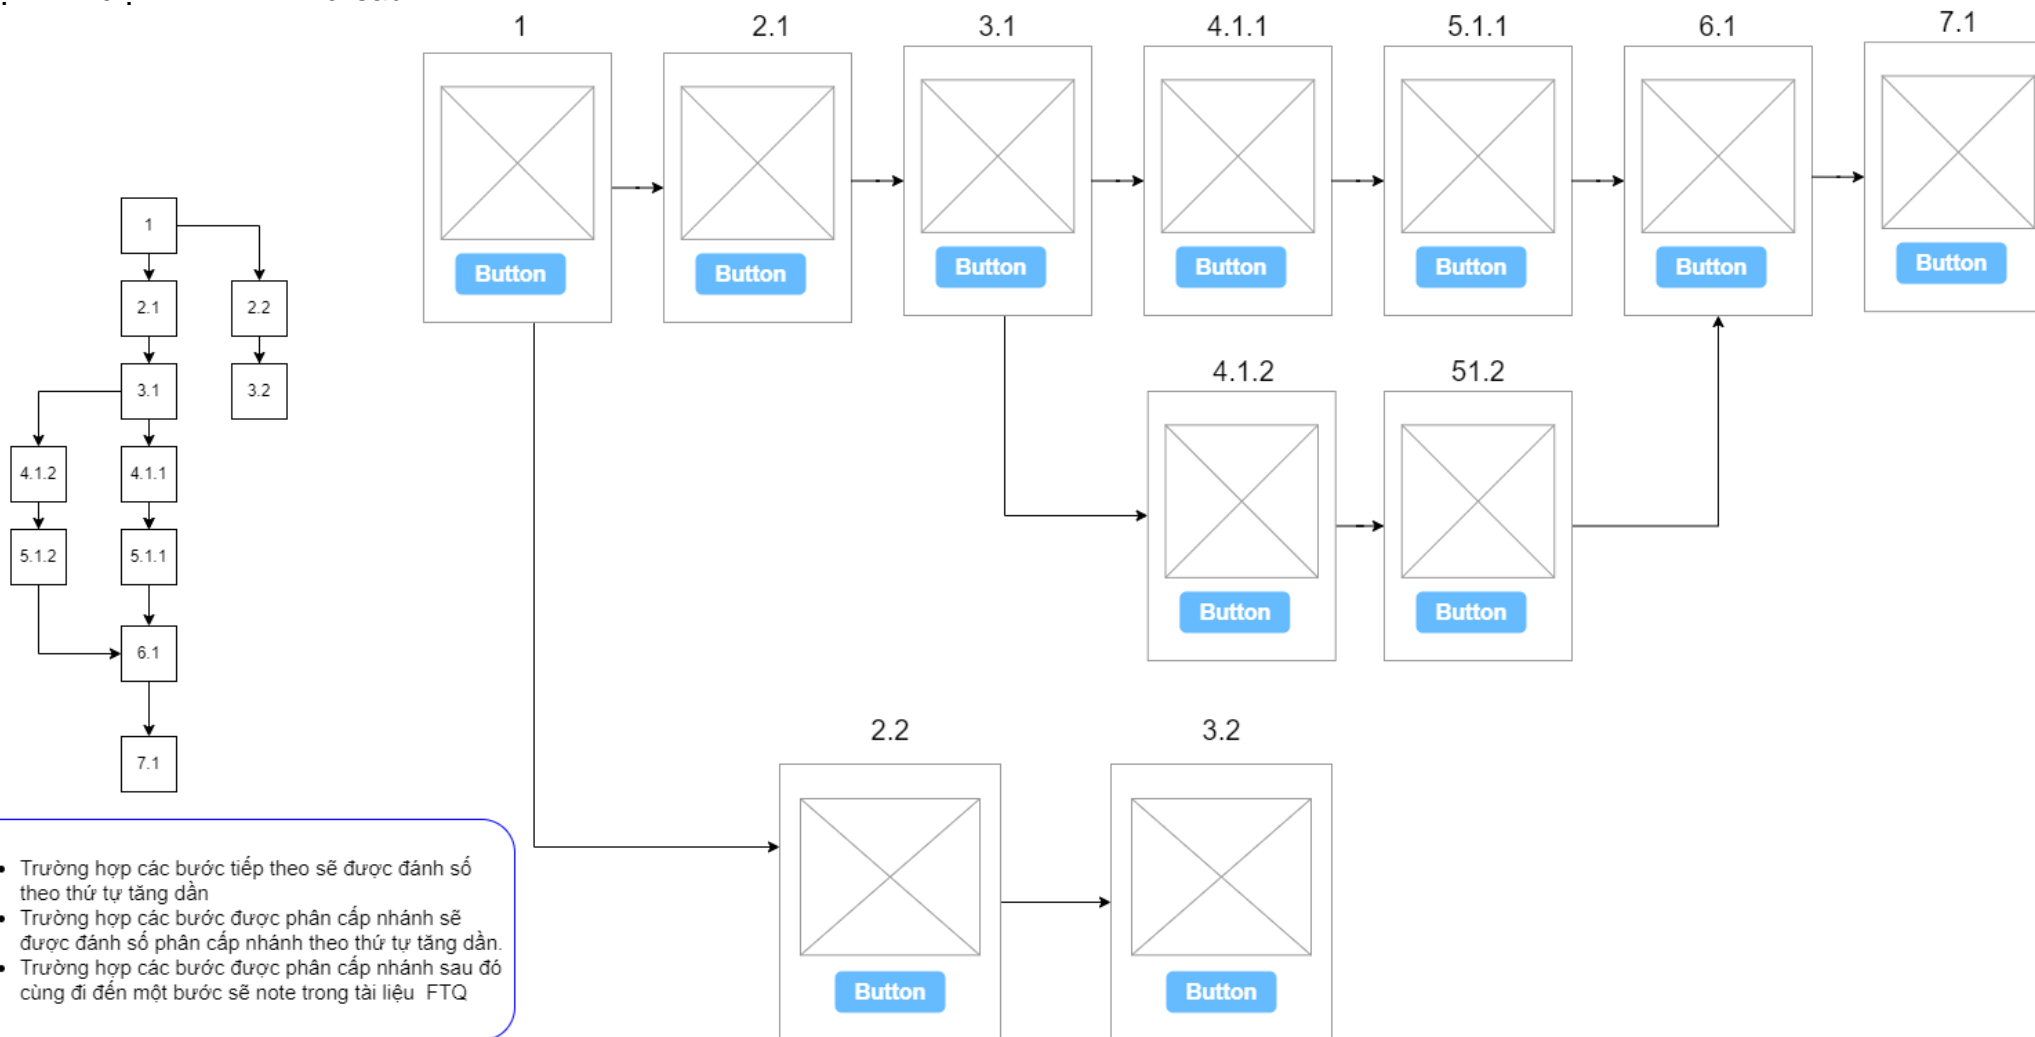 sau
1
2.1
3.1
4.1.1
5.1.1
6.1
7.1
Button
Button
Button
Button
Button
Button
Button
4.1.2
51.2
Button
Button
2.2
3.2
Button
Button
1
2.1
2.2
3.1
3.2
4.1.2
4.1.1
5.1.2
5.1.1
6.1
7.1
• Trường hợp các bước tiếp theo sẽ được đánh số
theo thứ tự tăng dần
• Trường hợp các bước được phân cấp nhánh sẽ
được đánh số phân cấp nhánh theo thứ tự tăng dần.
• Trường hợp các bước được phân cấp nhánh sau đó
cùng đi đến một bước sẽ note trong tài liệu FTQ